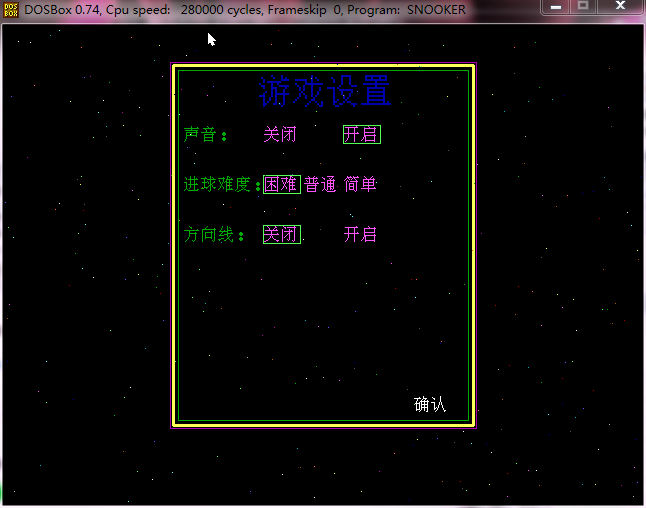 DOS
BOX
DOSBox 0.74, Cpu speed: 280000 cycles, Frameskip 0, Program: SNOOKER
游戏设置
声音： 关闭 开启
进球难度： 困难 普通 简单
方向线： 关闭 开启
确认